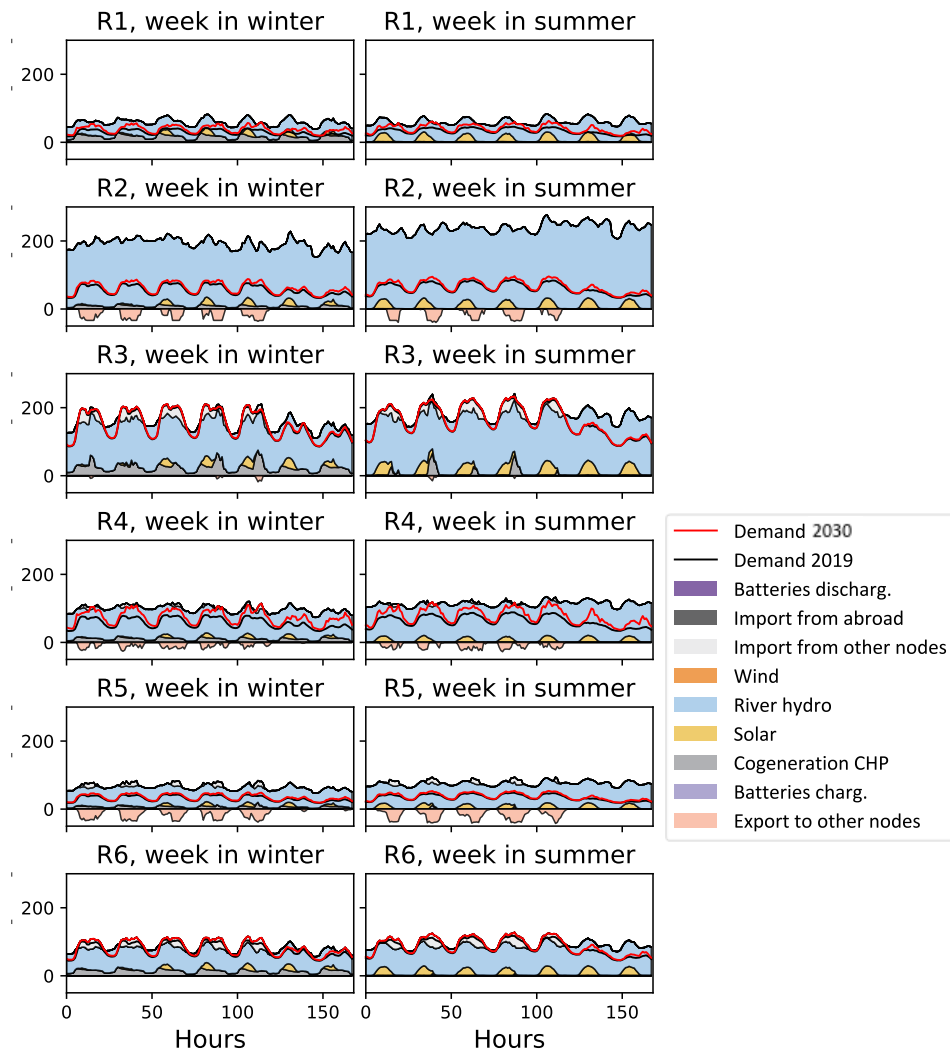 R1, week in winter
R1, week in summer
200
0
R2, week in winter
R2, week in summer
200
0
R3, week in winter
R3, week in summer
200
0
R4, week in winter
R4, week in summer
200
0
R5, week in winter
R5, week in summer
200
0
R6, week in winter
R6, week in summer
200
0
0 50 100 150
0 50 100 150
Hours
Hours
Demand 2030
Demand 2019
Batteries discharg.
Import from abroad
Import from other nodes
Wind
River hydro
Solar
Cogeneration CHP
Batteries charg.
Export to other nodes